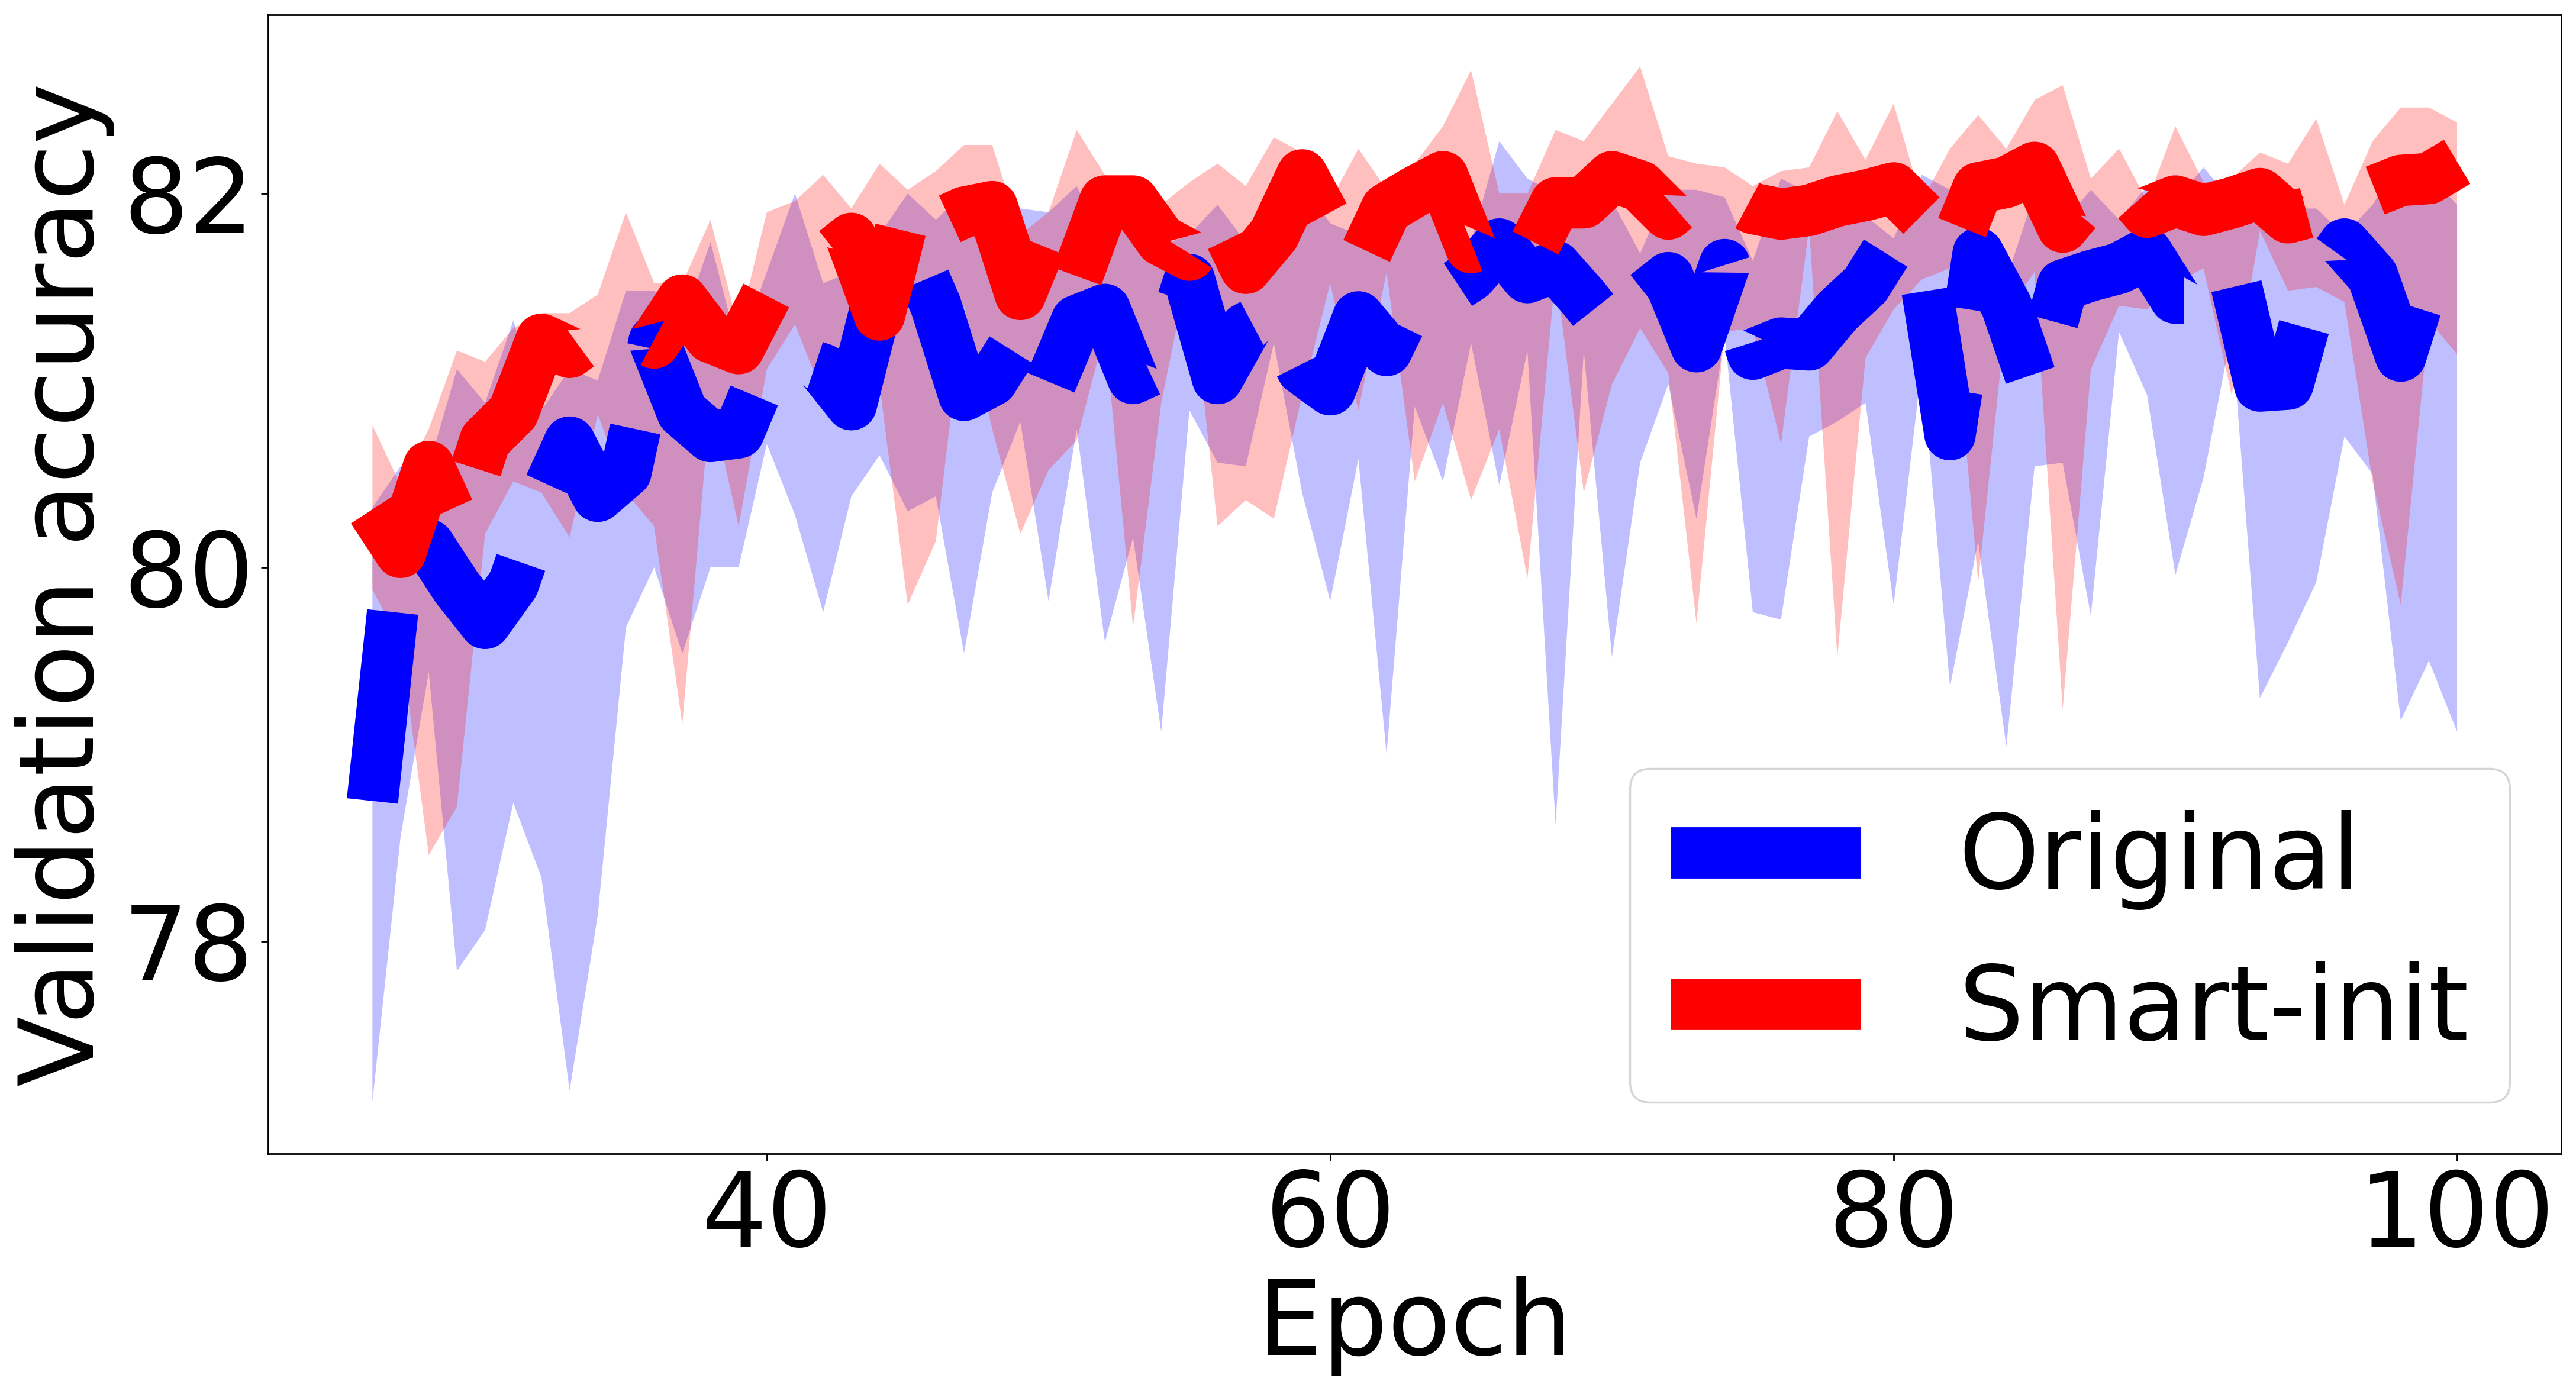 Validation accuracy
82
80
78
40 60 80 100
Epoch
Original
Smart-init